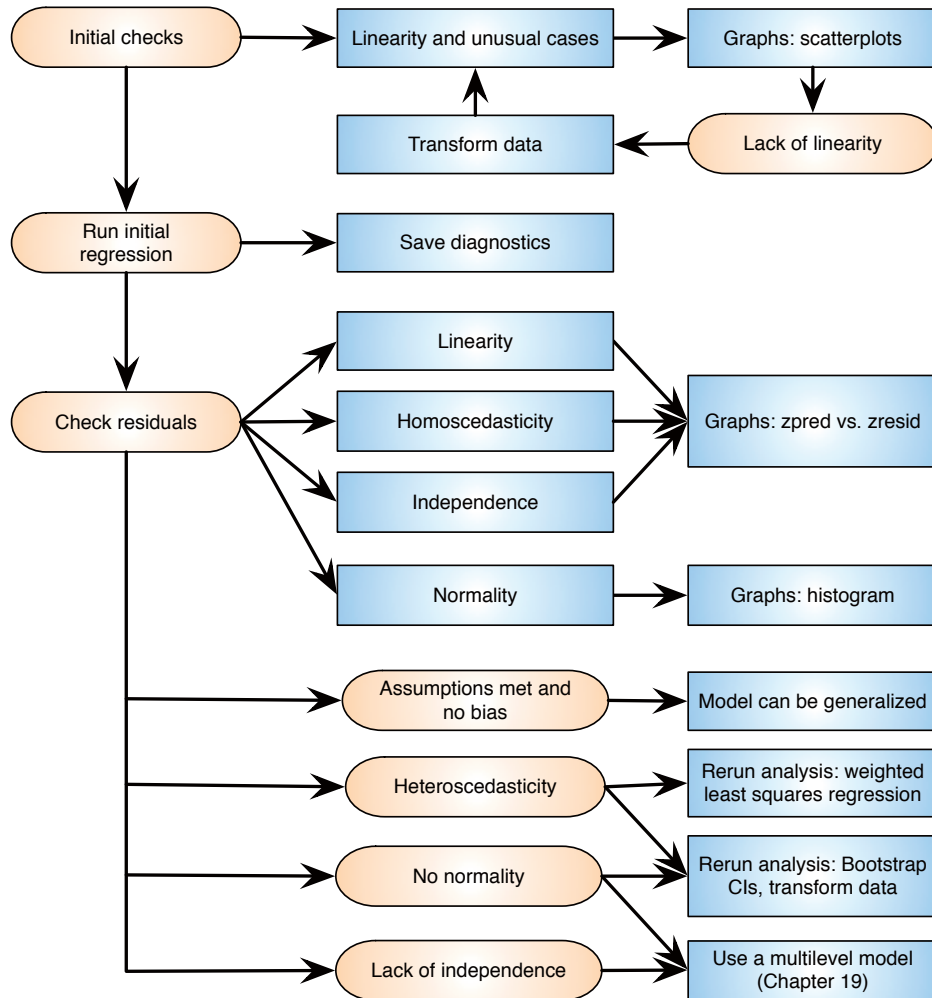 Initial checks
Linearity and unusual cases
Graphs: scatterplots
Transform data
Lack of linearity
Run initial
regression
Save diagnostics
Linearity
Check residuals
Homoscedasticity
Graphs: zpred vs. zresid
Independence
Normality
Graphs: histogram
Assumptions met and
no bias
Model can be generalized
Heteroscedasticity
Rerun analysis: weighted
least squares regression
No normality
Rerun analysis: Bootstrap
CIs, transform data
Lack of independence
Use a multilevel model
(Chapter 19)